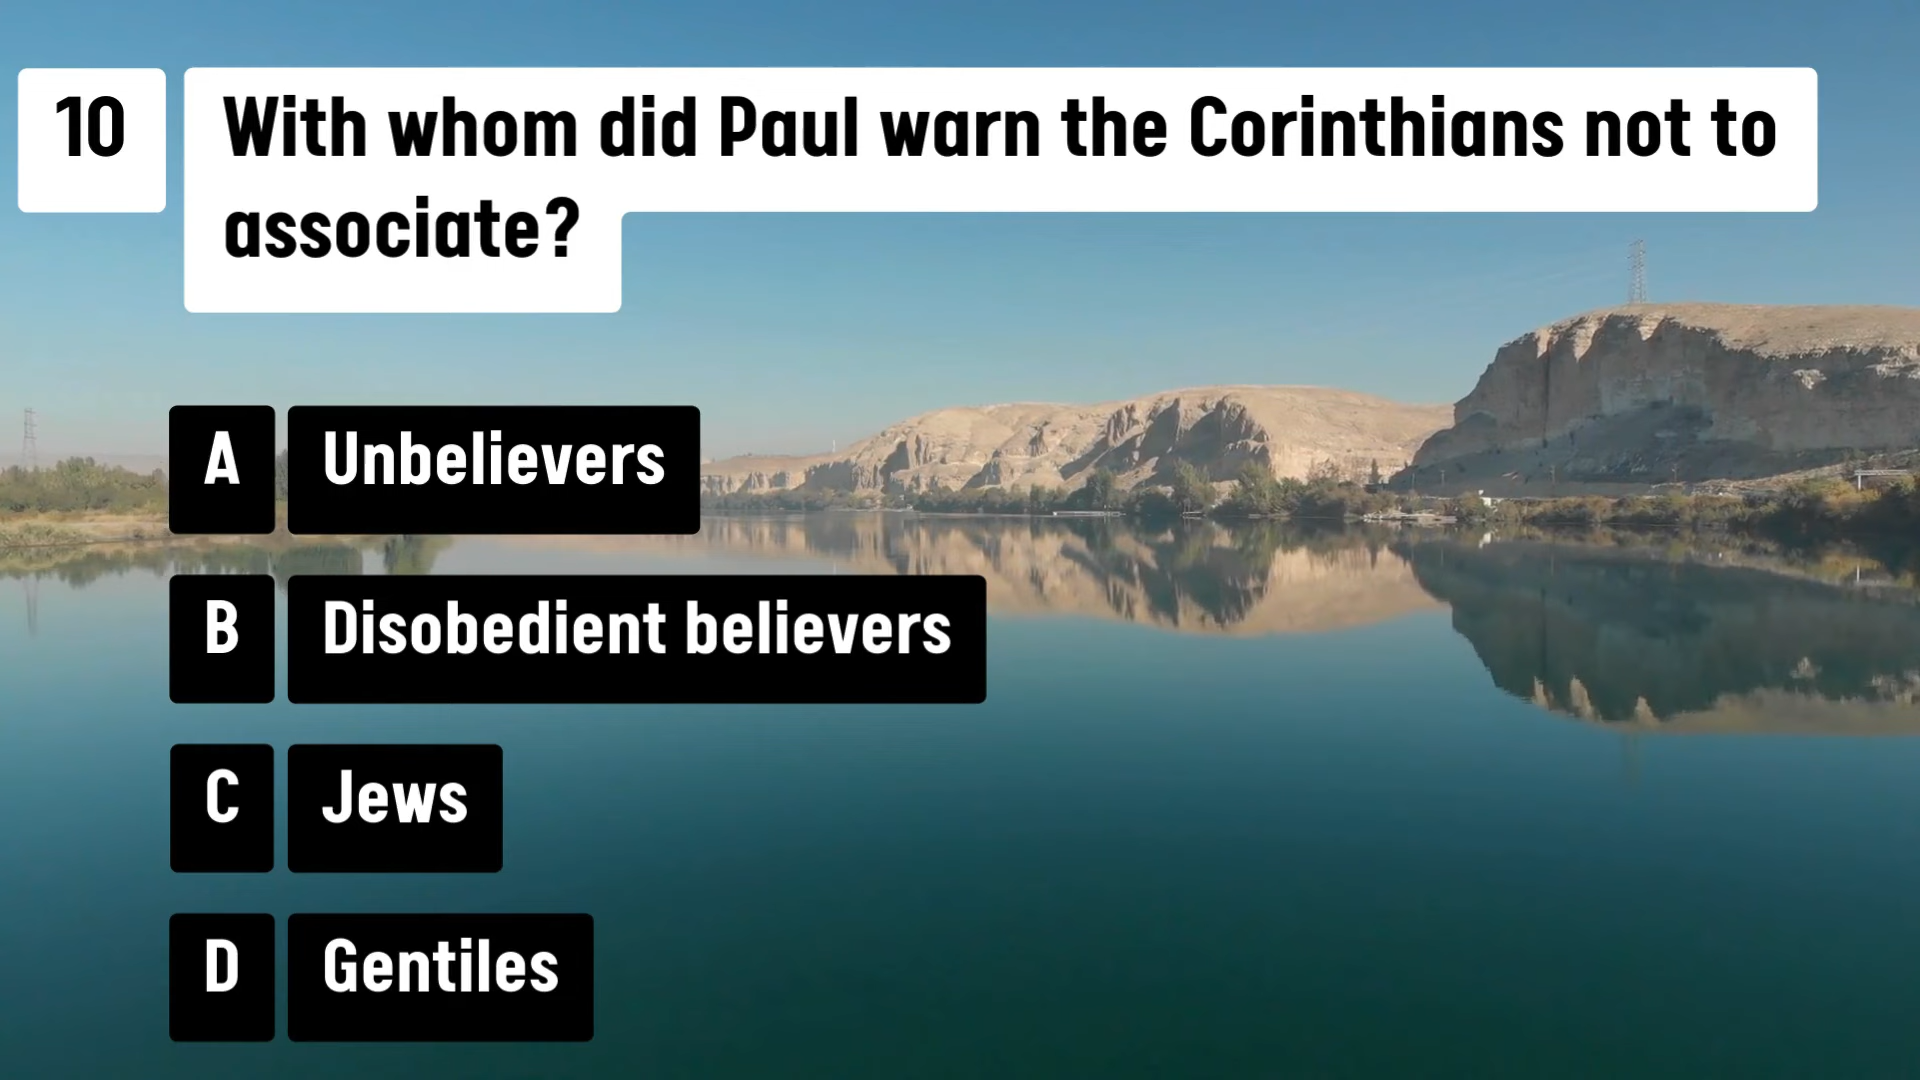 10
With whom did Paul warn the Corinthians not to
associate?
A Unbelievers
B Disobedient believers
C Jews
D Gentiles